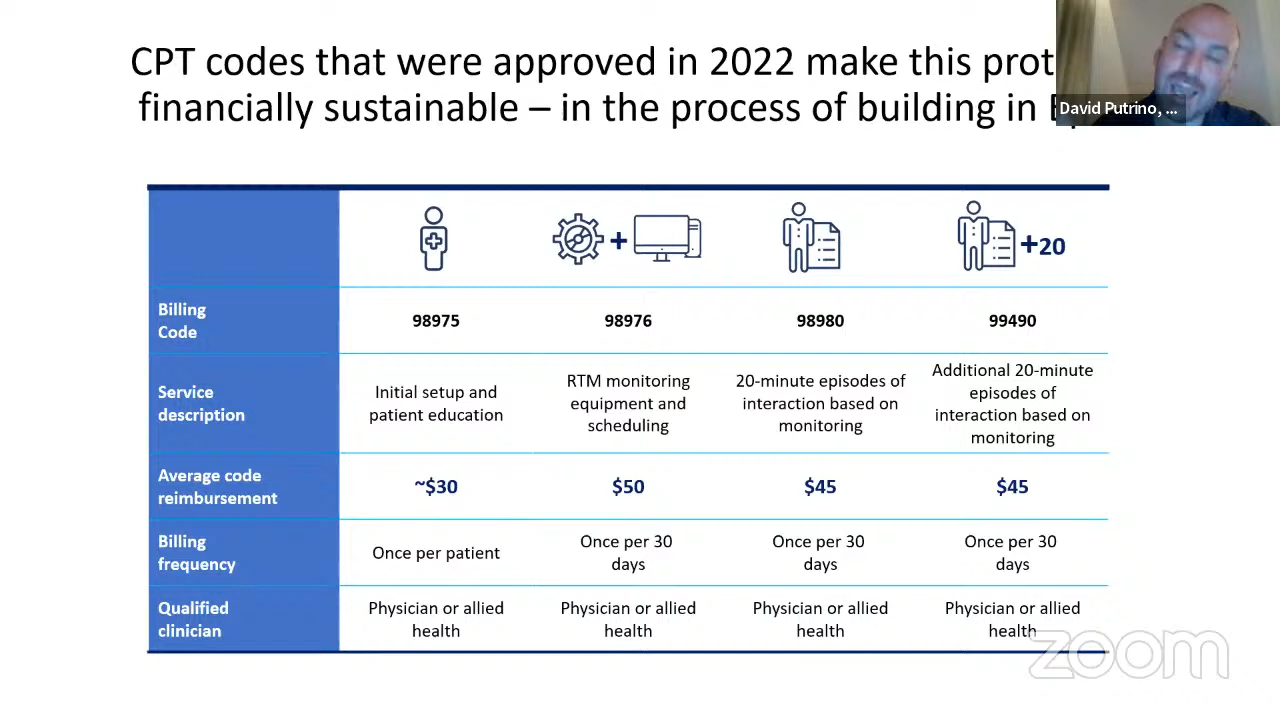 CPT codes that were approved in 2022 make this
financially sustainable – in the process of building in
David Putrino, ...
+
+20
Billing
Code
98975
98976
98980
99490
Service
description
Initial setup and
patient education
RTM monitoring
equipment and
scheduling
20-minute episodes of
interaction based on
monitoring
Additional 20-minute
episodes of
interaction based on
monitoring
Average code
reimbursement
~$30
$50
$45
$45
Billing
frequency
Once per patient
Once per 30
days
Once per 30
days
Once per 30
days
Qualified
clinician
Physician or allied
health
Physician or allied
health
Physician or allied
health
Physician or allied
health
zoom